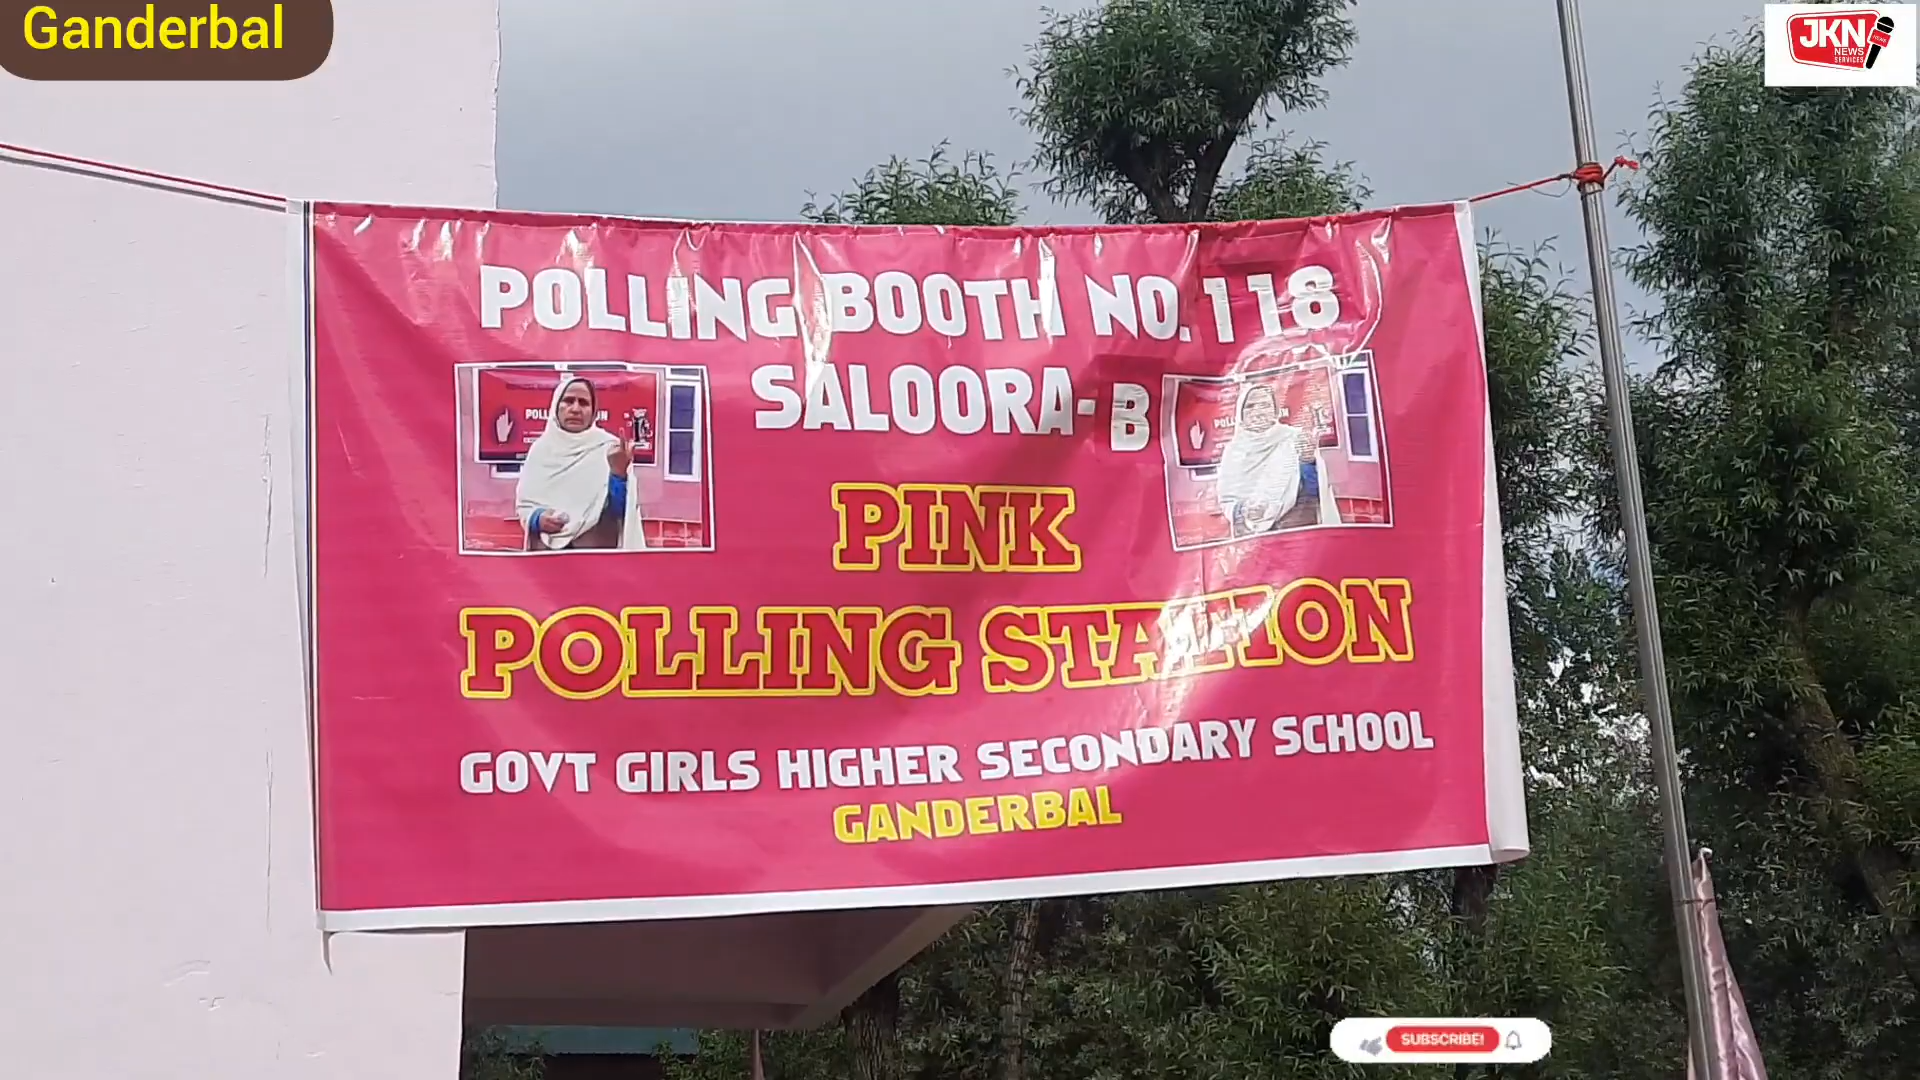 Ganderbal
JKN
NEWS
SERVICES
POLLING BOOTH NO. 118
SALOORA-B
PINK
POLLING STATION
GOVT GIRLS HIGHER SECONDARY SCHOOL
GANDERBAL
SUBSCRIBE!